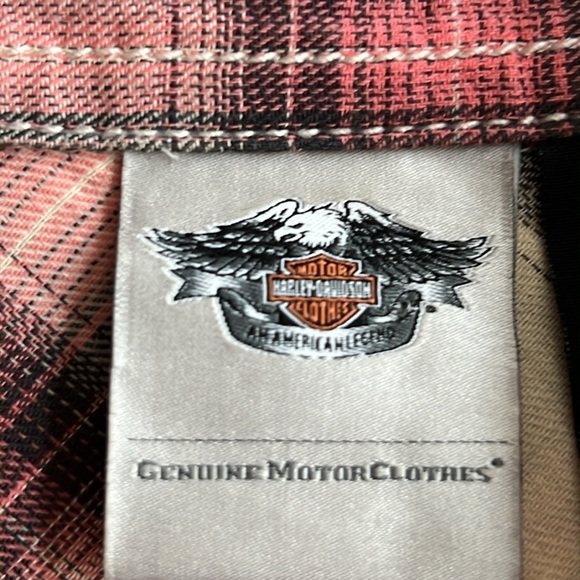 MOTOR
HARLEY-DAVIDSON
CLOTHES
AN AMERICAN LEGEND
®
GENUINE MOTORCLOTHES®